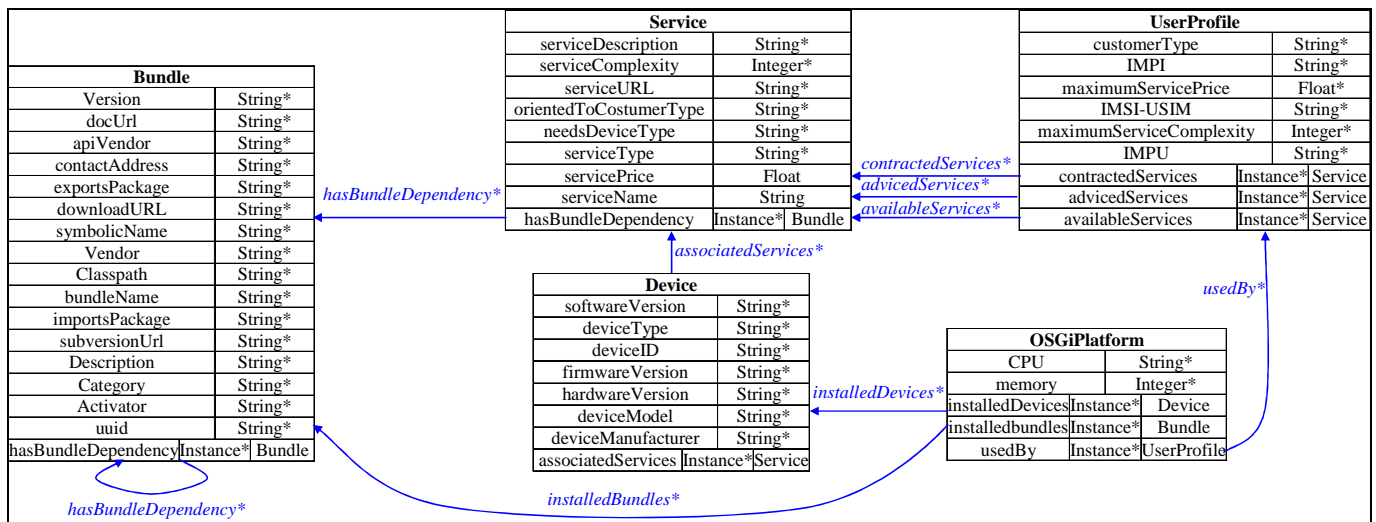 Bundle
Version String*
docUrl String*
apiVendor String*
contactAddress String*
exportsPackage String*
downloadURL String*
symbolicName String*
Vendor String*
Classpath String*
bundleName String*
importsPackage String*
subversionUrl String*
Description String*
Category String*
Activator String*
uuid String*
hasBundleDependency Instance* Bundle
hasBundleDependency*
hasBundleDependency*
Service
serviceDescription String*
serviceComplexity Integer*
serviceURL String*
orientedToCostumerType String*
needsDeviceType String*
serviceType String*
servicePrice Float
serviceName String
hasBundleDependency Instance* Bundle
associatedServices*
Device
softwareVersion String*
deviceType String*
deviceID String*
firmwareVersion String*
hardwareVersion String*
deviceModel String*
deviceManufacturer String*
associatedServices Instance* Service
installedBundles*
contractedServices*
advicedServices*
availableServices*
UserProfile
customerType String*
IMPI String*
maximumServicePrice Float*
IMSI-USIM String*
maximumServiceComplexity Integer*
IMPU String*
contractedServices Instance* Service
advicedServices Instance* Service
availableServices Instance* Service
usedBy*
installedDevices*
OSGiPlatform
CPU String*
memory Integer*
installedDevices Instance* Device
installedbundles Instance* Bundle
usedBy Instance* UserProfile